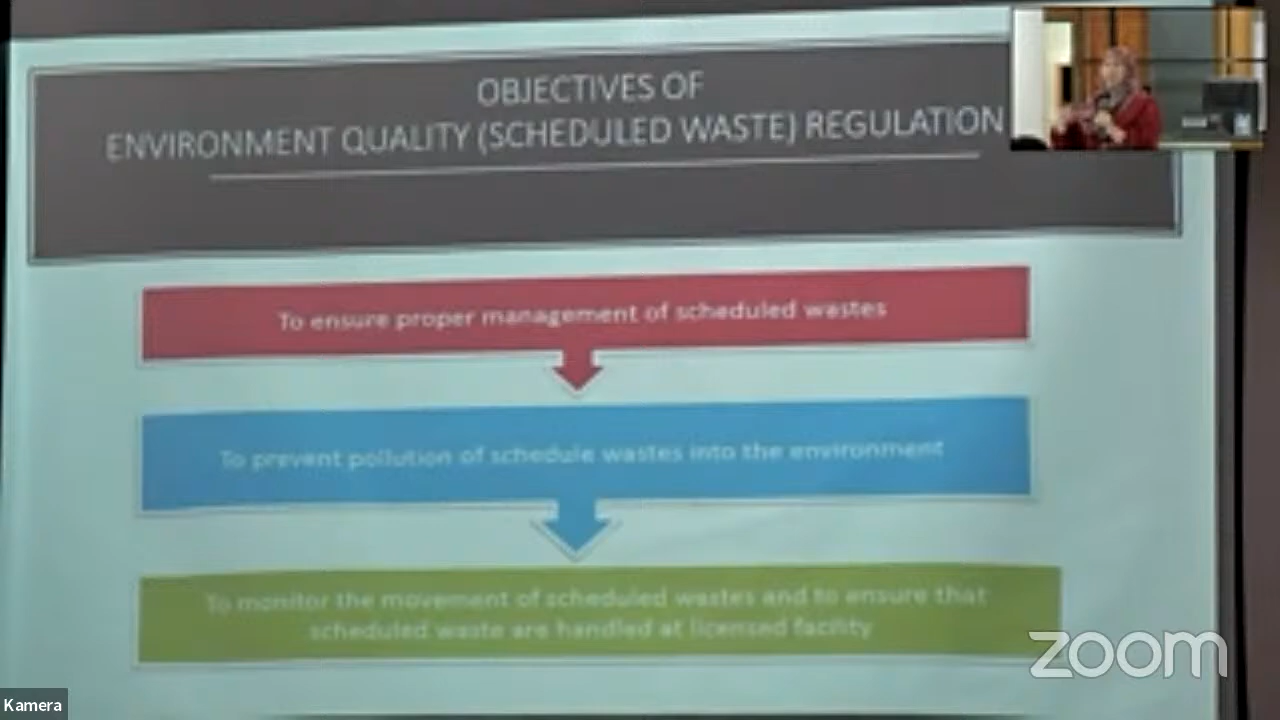 OBJECTIVES OF
ENVIRONMENT QUALITY (SCHEDULED WASTE) REGULATION
To ensure proper management of scheduled wastes
To prevent pollution of schedule wastes into the environment
To monitor the movement of scheduled wastes and to ensure that
scheduled waste are handled at licensed facility
zoom
Kamera